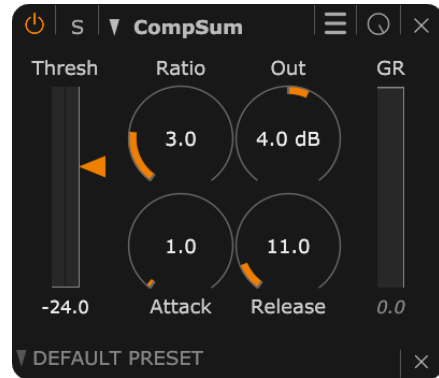 S CompSum
Thresh Ratio Out GR
3.0 4.0 dB
1.0 11.0
-24.0 Attack Release 0.0
DEFAULT PRESET